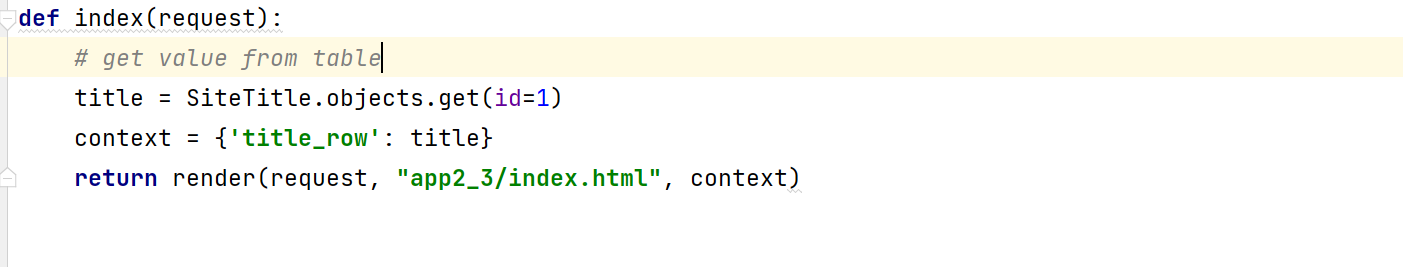 def index(request):
    # get value from table
    title = SiteTitle.objects.get(id=1)
    context = {'title_row': title}
    return render(request, "app2_3/index.html", context)